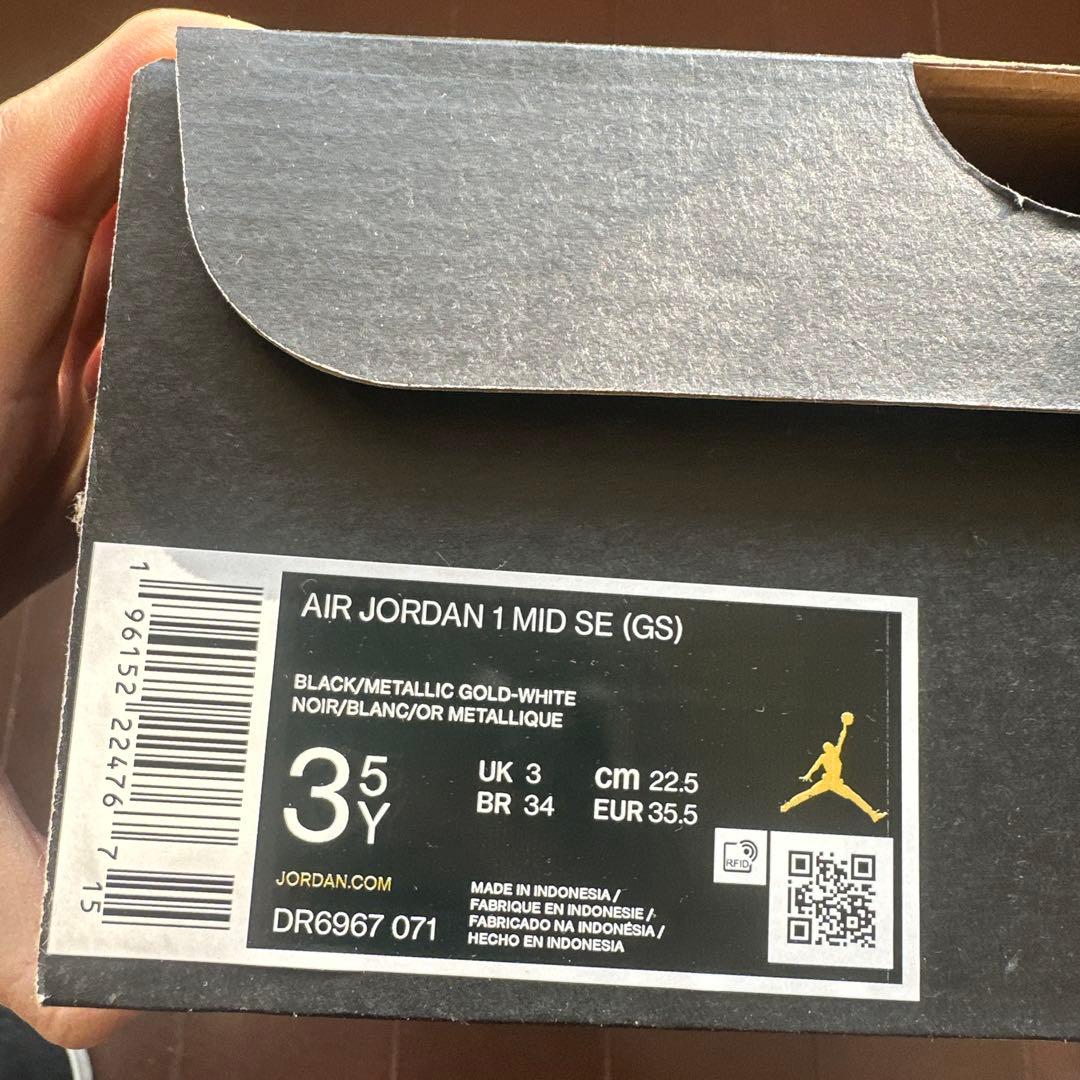 AIR JORDAN 1 MID SE (GS)
BLACK/METALLIC GOLD-WHITE
NOIR/BLANC/OR METALLIQUE
3 5 Y
UK 3
BR 34
cm 22.5
EUR 35.5
RFID
JORDAN.COM
DR6967 071
MADE IN INDONESIA /
FABRIQUE EN INDONESIE /
FABRICADO NA INDONÉSIA /
HECHO EN INDONESIA
1 96152 22476 7 15